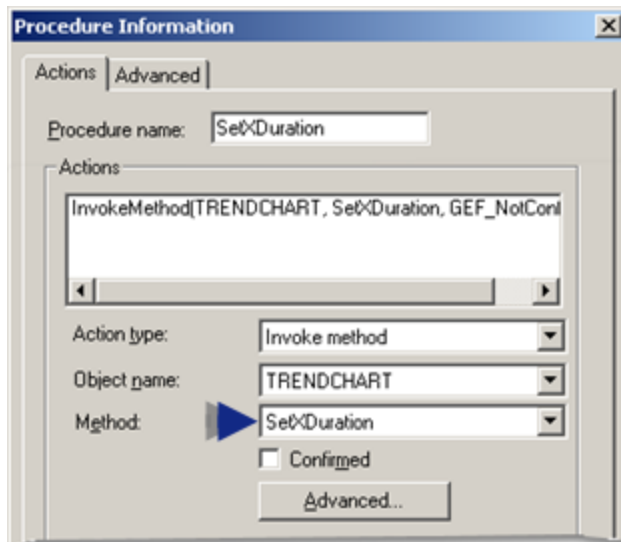 Procedure Information
Actions Advanced
Procedure name: SetXDuration
Actions
InvokeMethod(TRENDCHART, SetXDuration, GEF_NotConf
Action type: Invoke method
Object name: TRENDCHART
Method: SetXDuration
Confirmed
Advanced...